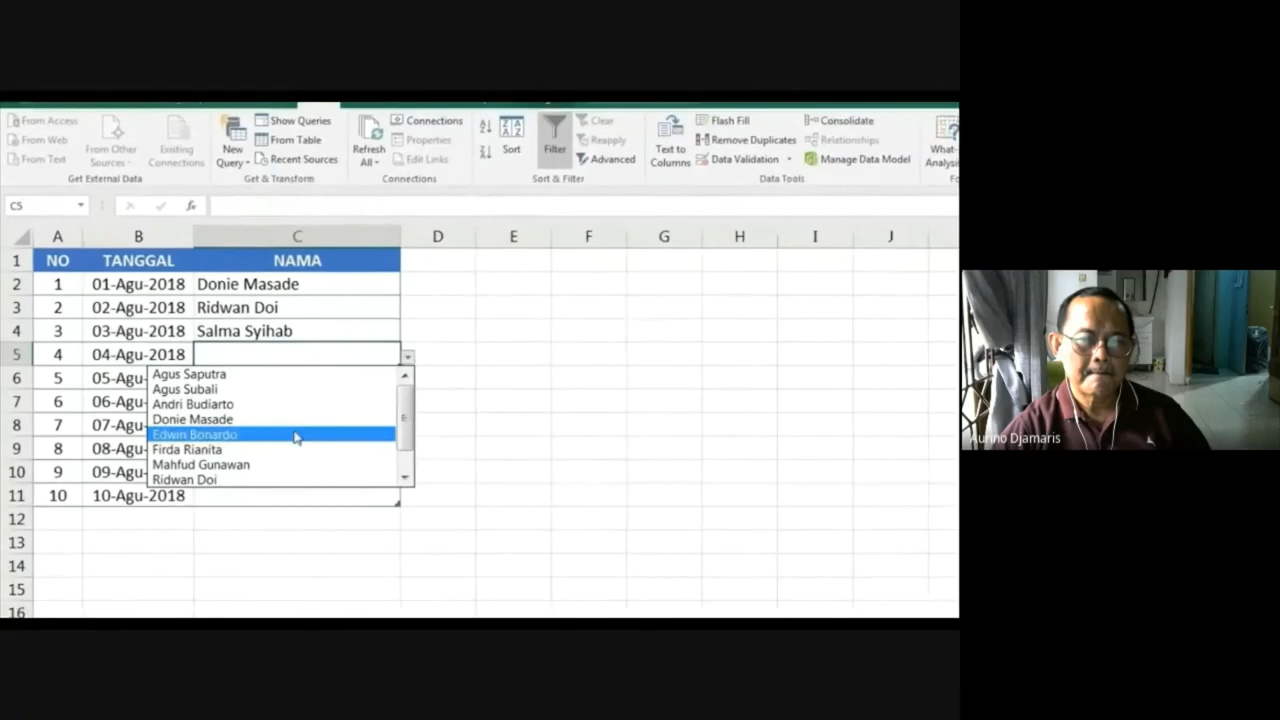 From Access
From Web
From Text
From Other
Sources
Existing
Connections
Get External Data
New
Query
Show Queries
From Table
Recent Sources
Get & Transform
Refresh
All
Connections
Properties
Edit Links
Connections
Sort
Filter
Clear
Reapply
Advanced
Sort & Filter
Text to
Columns
Flash Fill
Remove Duplicates
Data Validation
Consolidate
Relationships
Manage Data Model
Data Tools
What-
Analysis
Fo
C5
fx
A B C D E F G H I J
1 NO TANGGAL NAMA
2 1 01-Agu-2018 Donie Masade
3 2 02-Agu-2018 Ridwan Doi
4 3 03-Agu-2018 Salma Syihab
5 4 04-Agu-2018
6 5 05-Agu-
7 6 06-Agu-
8 7 07-Agu-
9 8 08-Agu-
10 9 09-Agu-
11 10 10-Agu-2018
12
13
14
15
16
Agus Saputra
Agus Subali
Andri Budiarto
Donie Masade
Edwin Bonardo
Firda Rianita
Mahfud Gunawan
Ridwan Doi
Aurino Djamaris